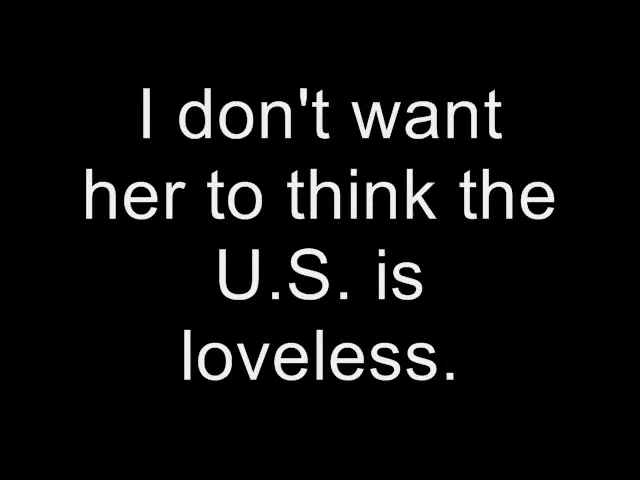 I don't want
her to think the
U.S. is
loveless.